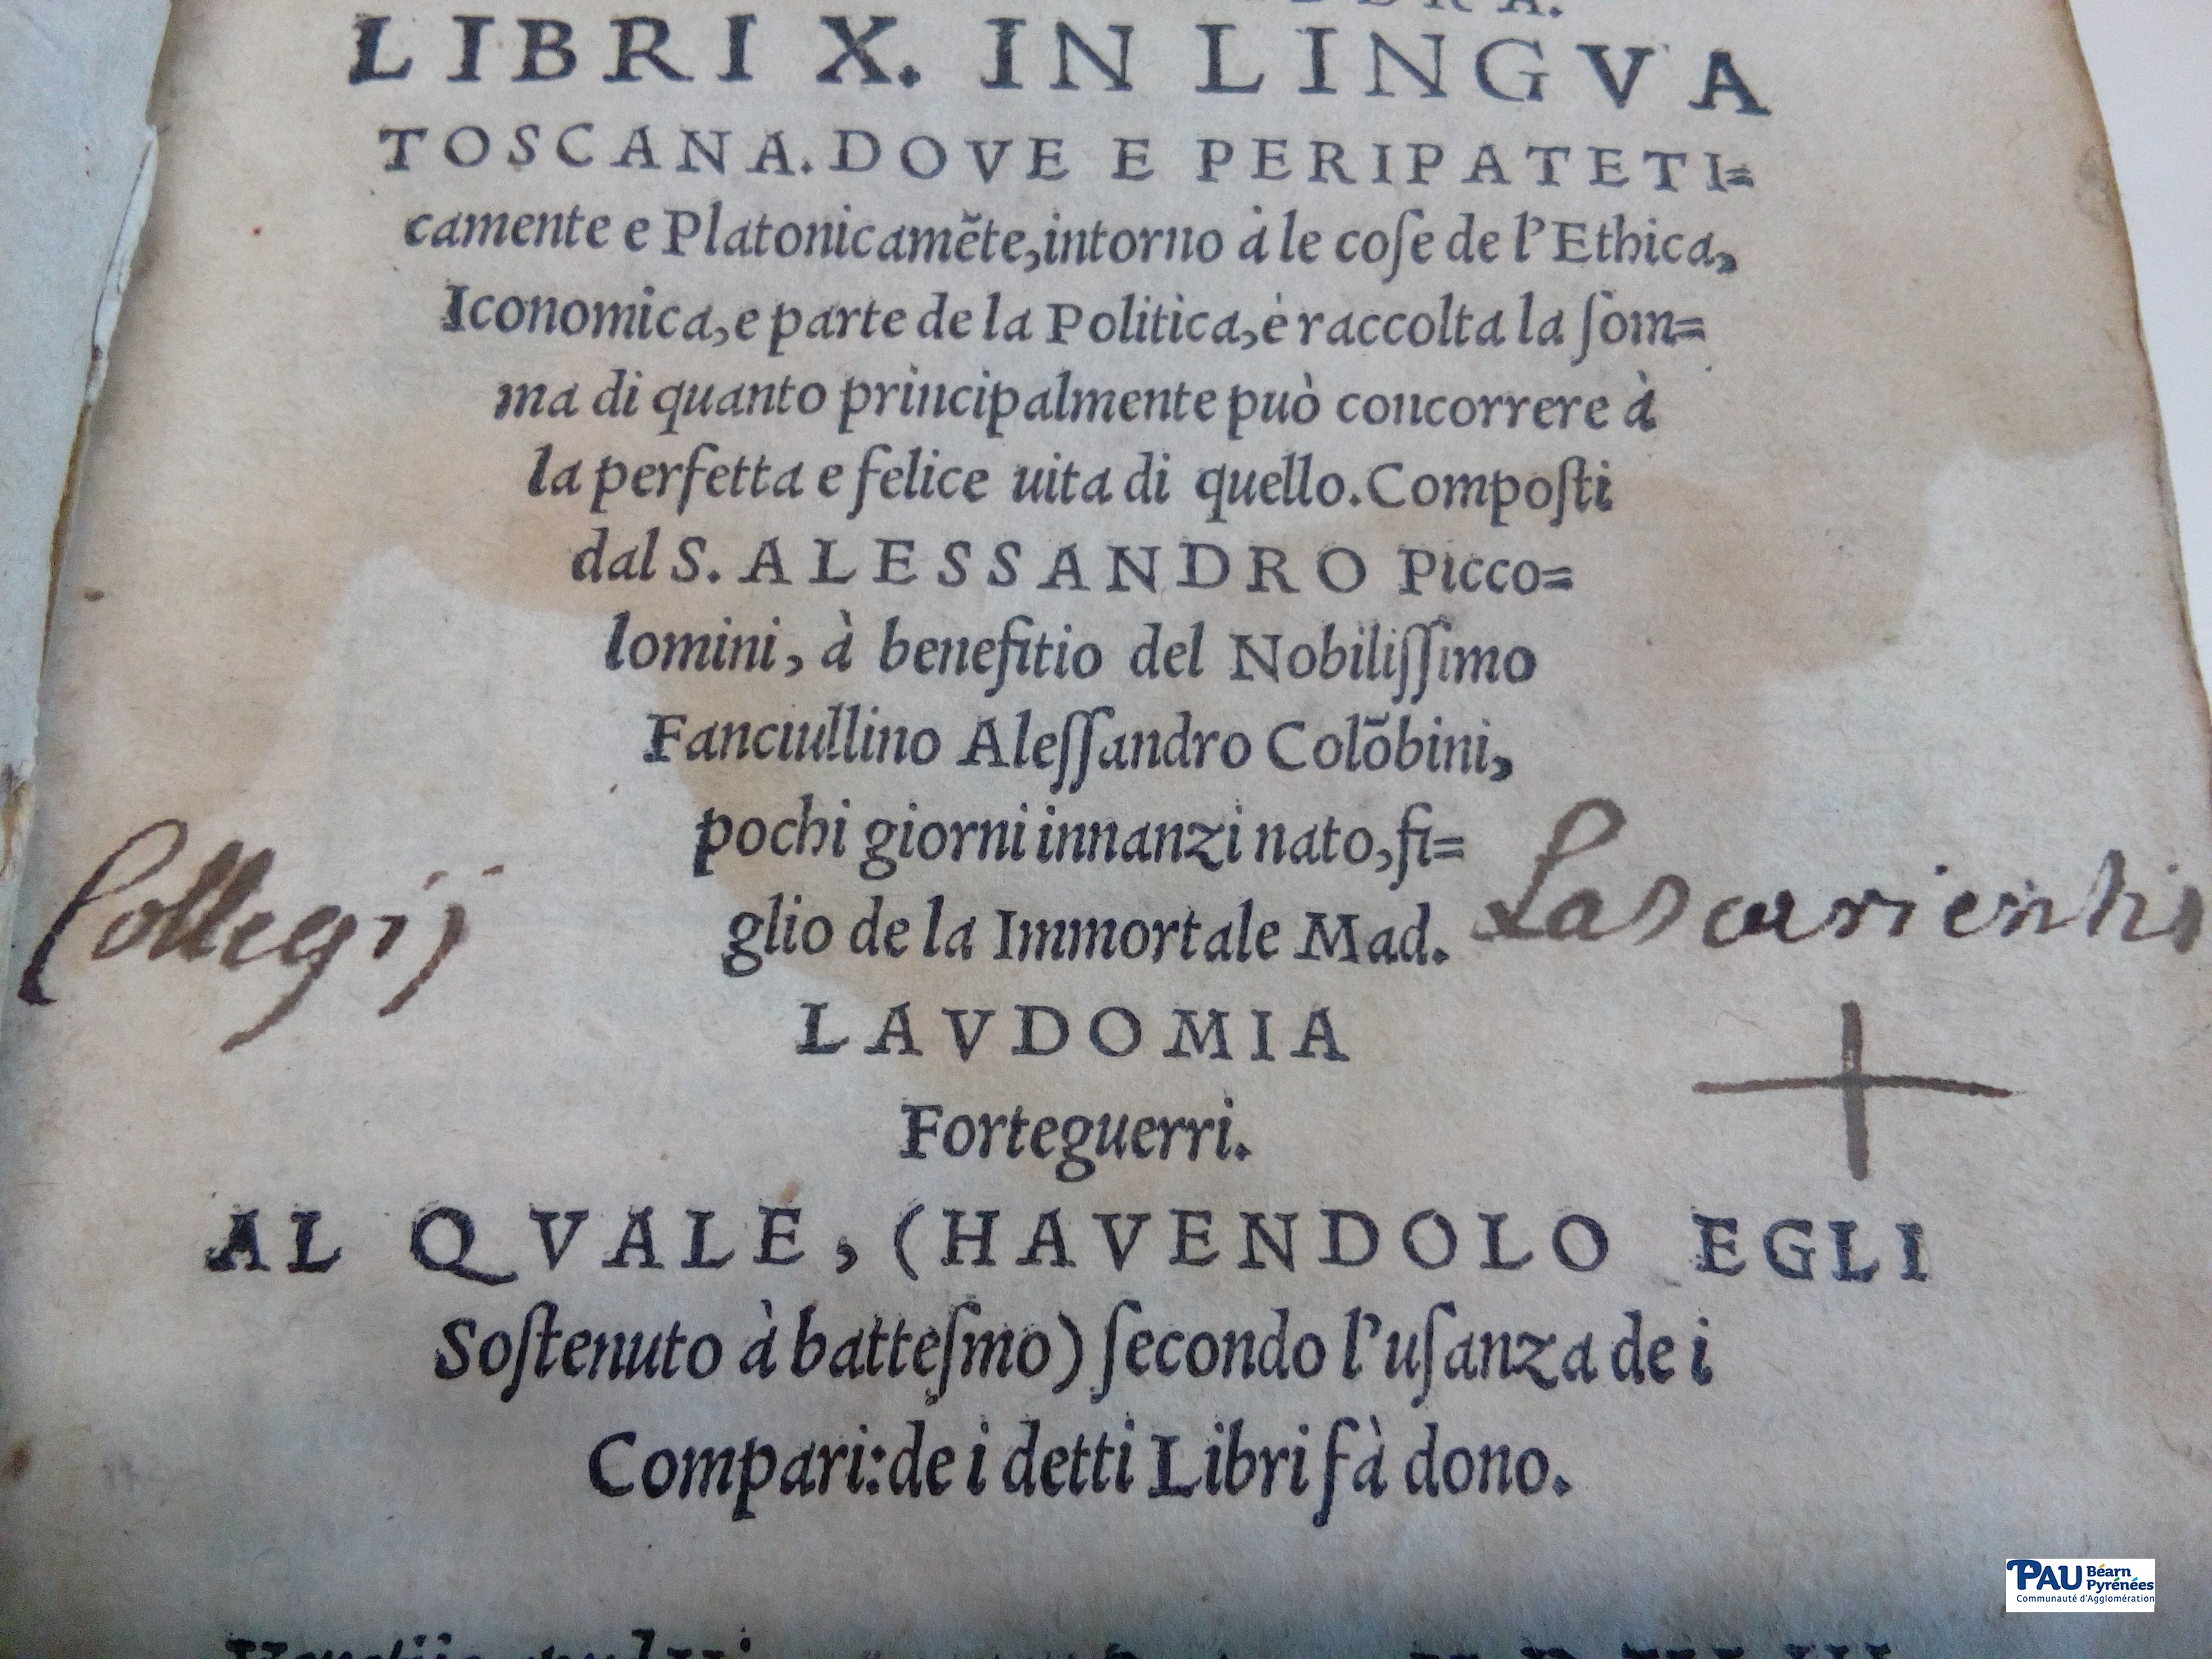 LIBRI X. IN LINGVA
TOSCANA. DOVE E PERIPATETI=
camente e Platonicamẽte, intorno à le coſe de l'Ethica,
Iconomica, e parte de la Politica, è raccolta la ſom=
ma di quanto principalmente può concorrere à
la perfetta e felice uita di quello. Compoſti
dal S. ALESSANDRO Picco=
lomini, à benefitio del Nobiliſſimo
Fanciullino Aleſſandro Colõbini,
pochi giorni innanzi nato, fi=
glio de la Immortale Mad.
Collegij
Lascuriensis
LAVDOMIA
Forteguerri.
AL QVALE, (HAVENDOLO EGLI
Soſtenuto à batteſmo) ſecondo l'uſanza de i
Compari: de i detti Libri fà dono.
PAU Béarn
Pyrénées
Communauté d'Agglomération